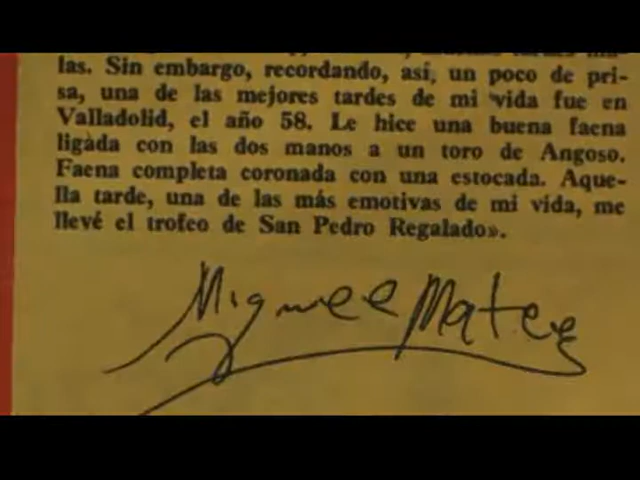 las. Sin embargo, recordando, así, un poco de pri-
sa, una de las mejores tardes de mi vida fue en
Valladolid, el año 58. Le hice una buena faena
ligada con las dos manos a un toro de Angoso.
Faena completa coronada con una estocada. Aque-
lla tarde, una de las más emotivas de mi vida, me
llevé el trofeo de San Pedro Regalado».
Miguel Mateo